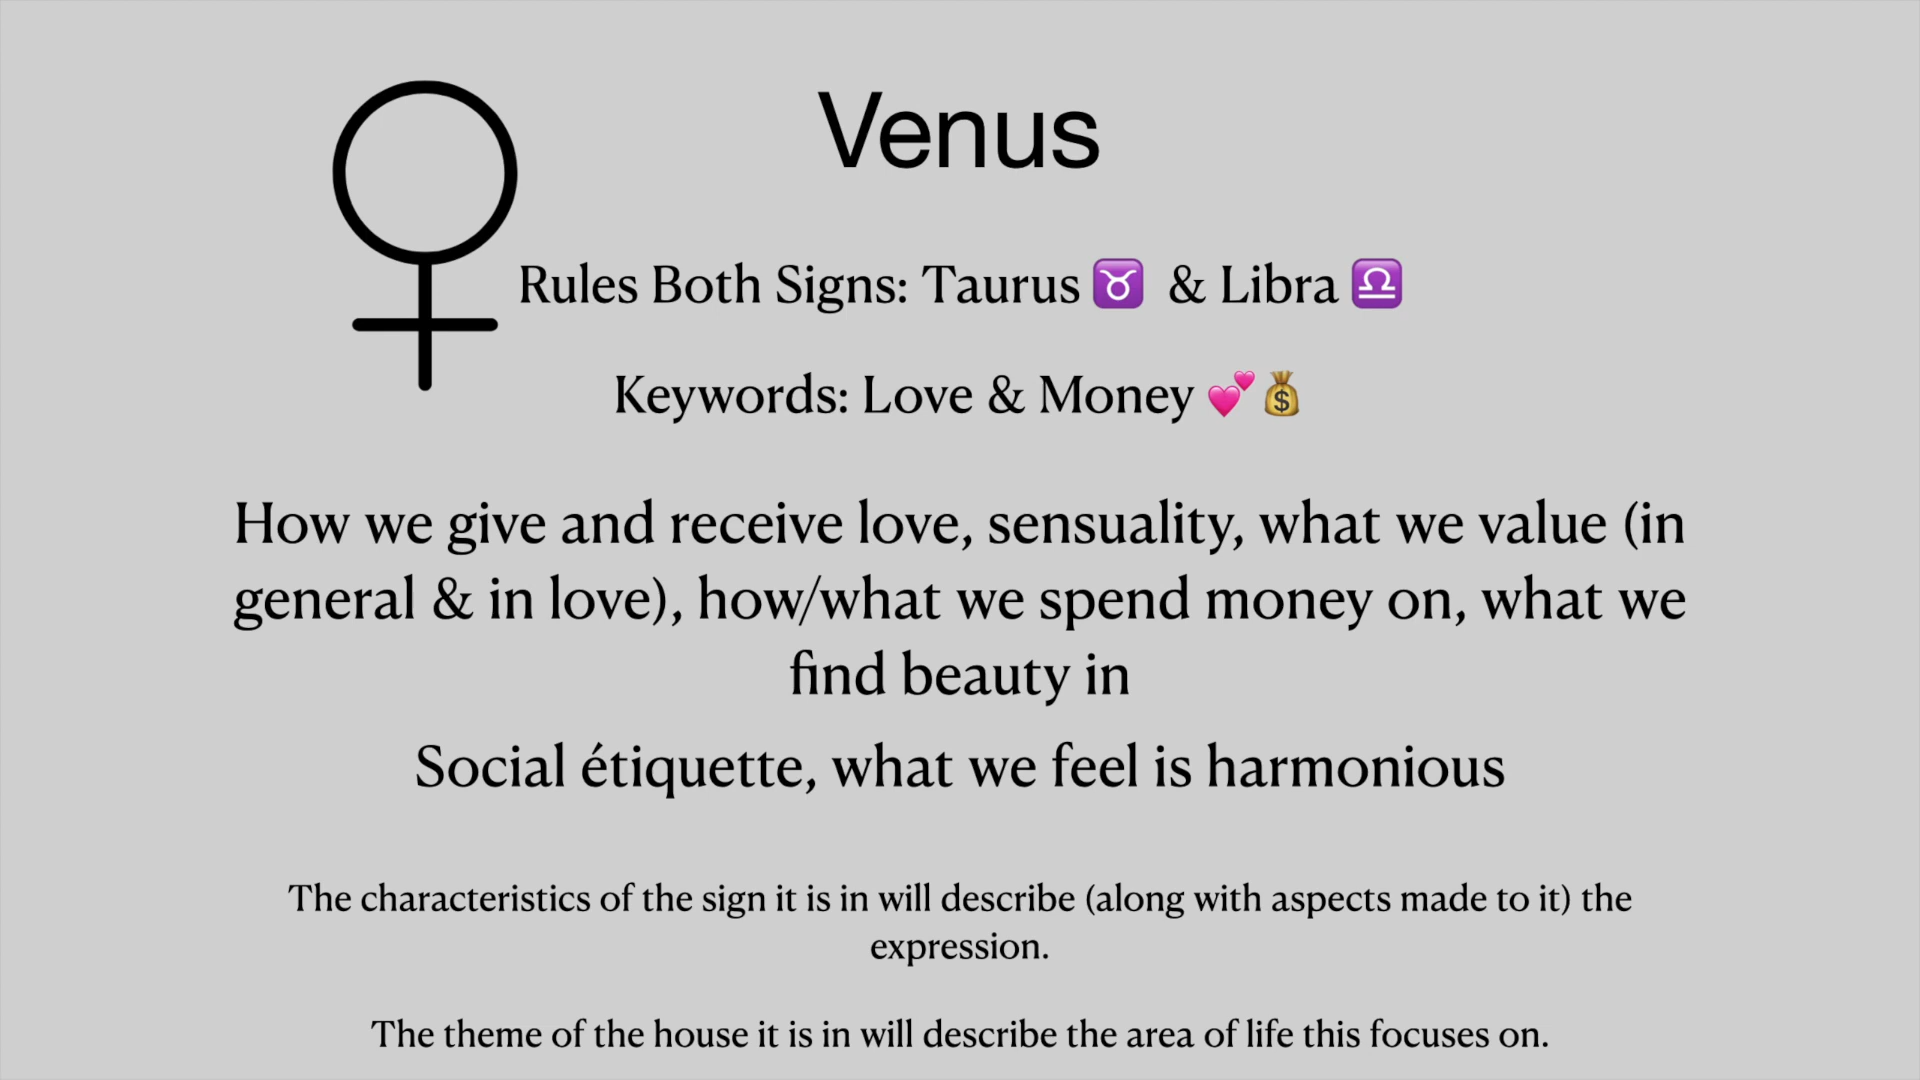 Venus
Rules Both Signs: Taurus ♉ & Libra ♎
Keywords: Love & Money 💕💰
How we give and receive love, sensuality, what we value (in
general & in love), how/what we spend money on, what we
find beauty in
Social étiquette, what we feel is harmonious
The characteristics of the sign it is in will describe (along with aspects made to it) the
expression.
The theme of the house it is in will describe the area of life this focuses on.